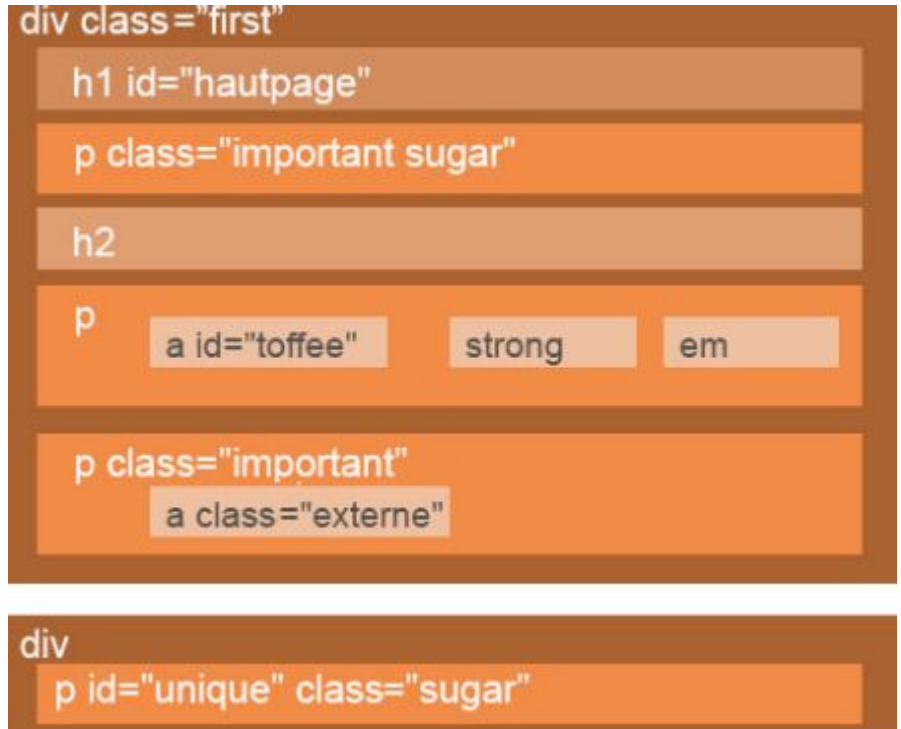 div class="first"
h1 id="hautpage"
p class="important sugar"
h2
p
a id="toffee" strong em
p class="important"
a class="externe"
div
p id="unique" class="sugar"